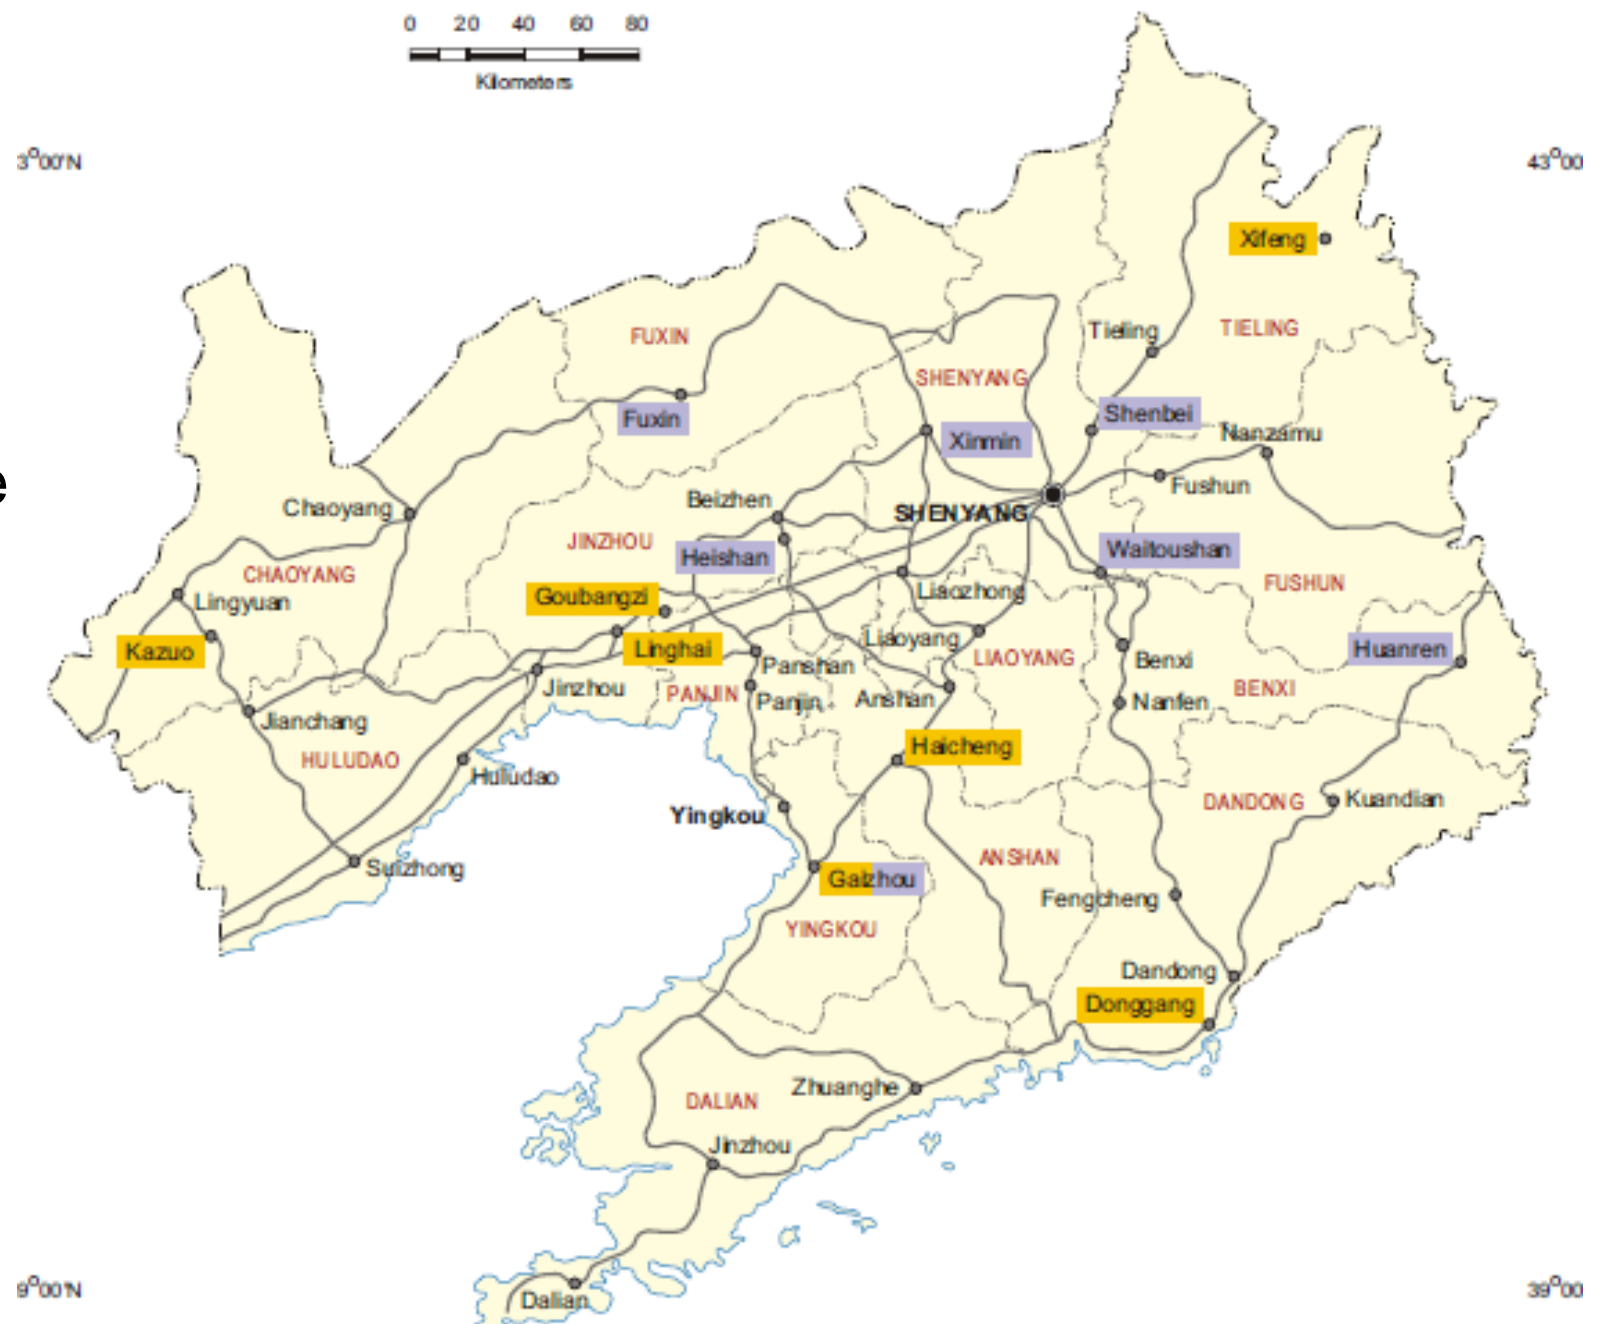 0 20 40 60 80
Kilometers
3°00'N
43°00
Xifeng
Tieling
TIELING
FUXIN
SHENYANG
Fuxin
Shenbei
Xinmin
Nanzamu
e
Fushun
Beizhen
Chaoyang
SHENYANG
JINZHOU
Heishan
Waitoushan
CHAOYANG
FUSHUN
Lingyuan
Goubangzi
Liaozhong
Kazuo
Linghai
Liaoyang
LIAOYANG
Huanren
Panshan
Benxi
Jinzhou
PANJIN
Panjin
Anshan
BENXI
Nanfen
Jianchang
HULUDAO
Haicheng
Huludao
DANDONG
Kuandian
Yingkou
ANSHAN
Suizhong
Gaizhou
Fengcheng
YINGKOU
Dandong
Donggang
Zhuanghe
DALIAN
Jinzhou
9°00'N
39°00
Dalian